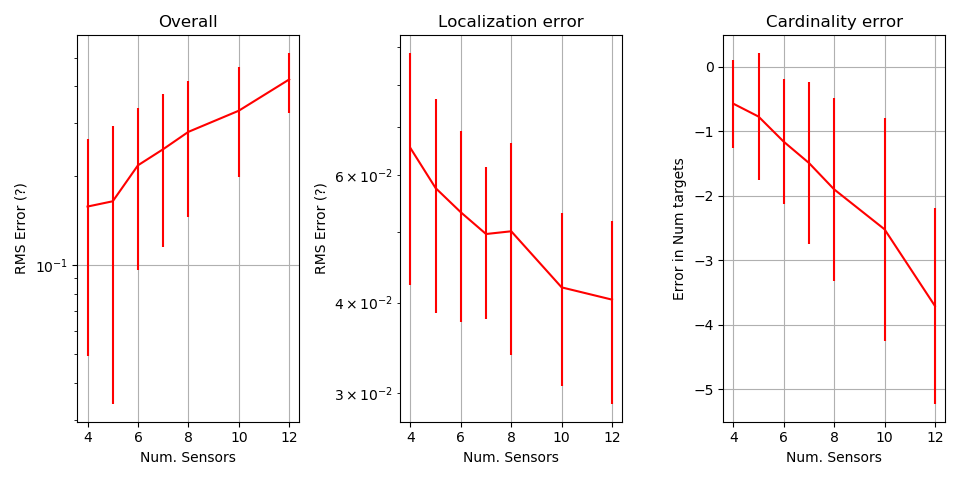 Overall
RMS Error (?)
10⁻¹
4 6 8 10 12
Num. Sensors
Localization error
RMS Error (?)
6 × 10⁻²
4 × 10⁻²
3 × 10⁻²
4 6 8 10 12
Num. Sensors
Cardinality error
Error in Num targets
0
−1
−2
−3
−4
−5
4 6 8 10 12
Num. Sensors